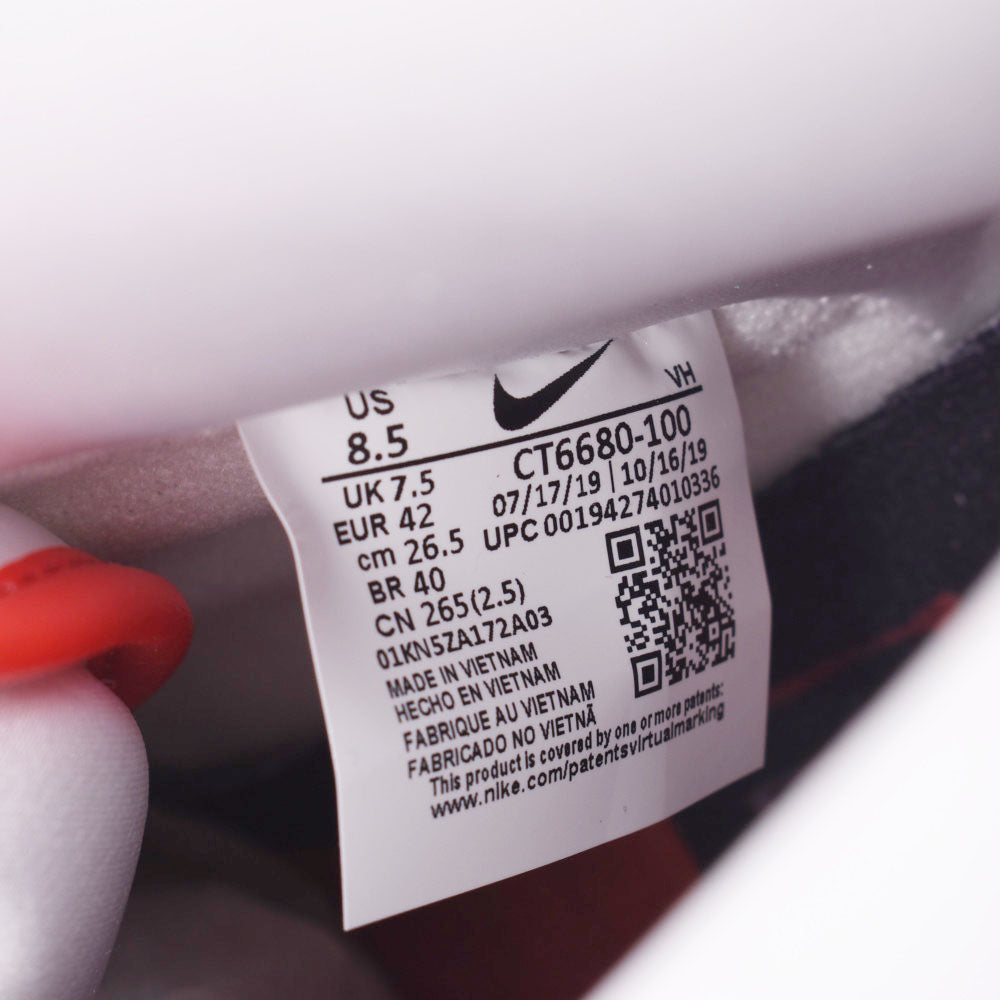 US
8.5
VH
UK 7.5
EUR 42
cm 26.5
BR 40
CN 265(2.5)
01KN5ZA172A03
MADE IN VIETNAM
HECHO EN VIETNAM
FABRIQUE AU VIETNAM
FABRICADO NO VIETNÃ
This product is covered by one or more patents:
www.nike.com/patentsvirtualmarking
CT6680-100
07/17/19 | 10/16/19
UPC 00194274010336